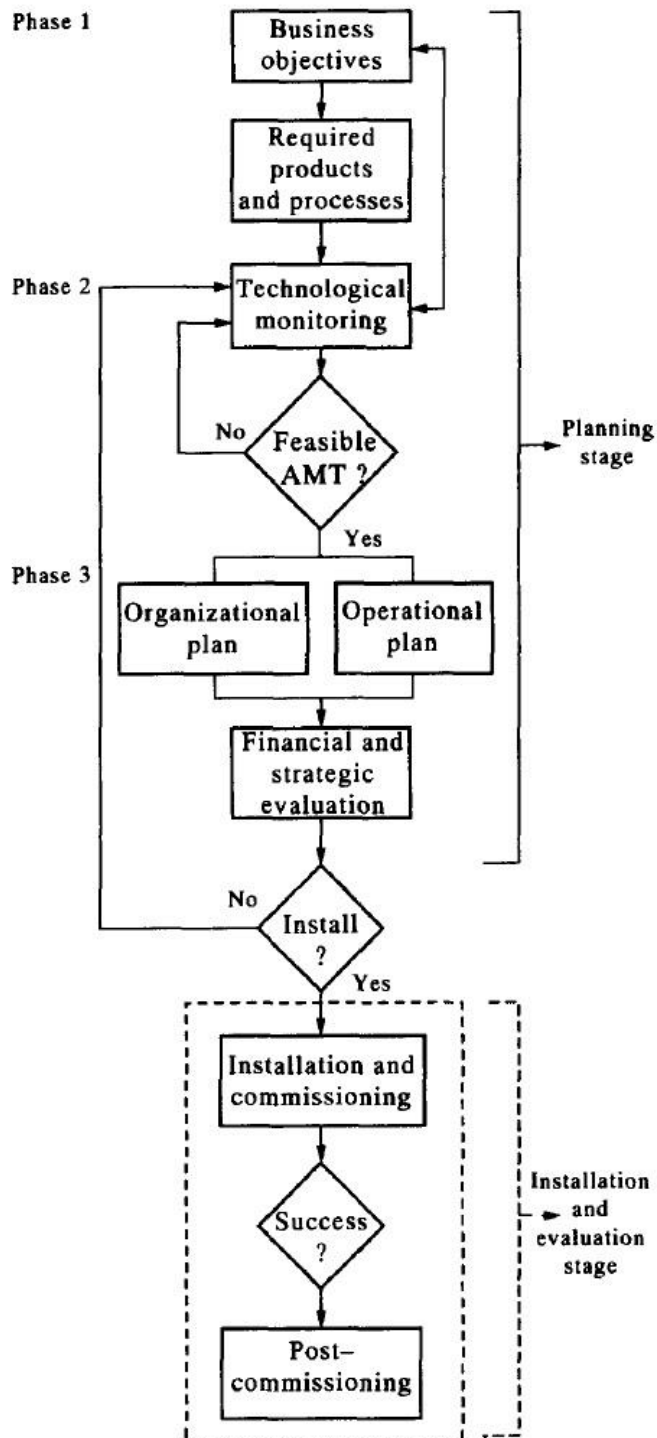 Phase 1
Business
objectives
Required
products
and processes
Phase 2
Technological
monitoring
No
Feasible
AMT ?
Planning
stage
Yes
Phase 3
Organizational
plan
Operational
plan
Financial and
strategic
evaluation
No
Install
?
Yes
Installation and
commissioning
Success
?
Installation
and
evaluation
stage
Post–
commissioning